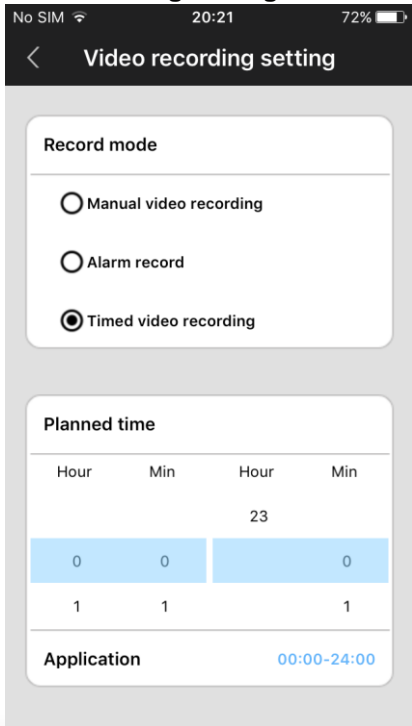 No SIM 20:21 72%
Video recording setting
Record mode
Manual video recording
Alarm record
Timed video recording
Planned time
Hour Min Hour Min
23
0 0 0
1 1 1
Application 00:00-24:00